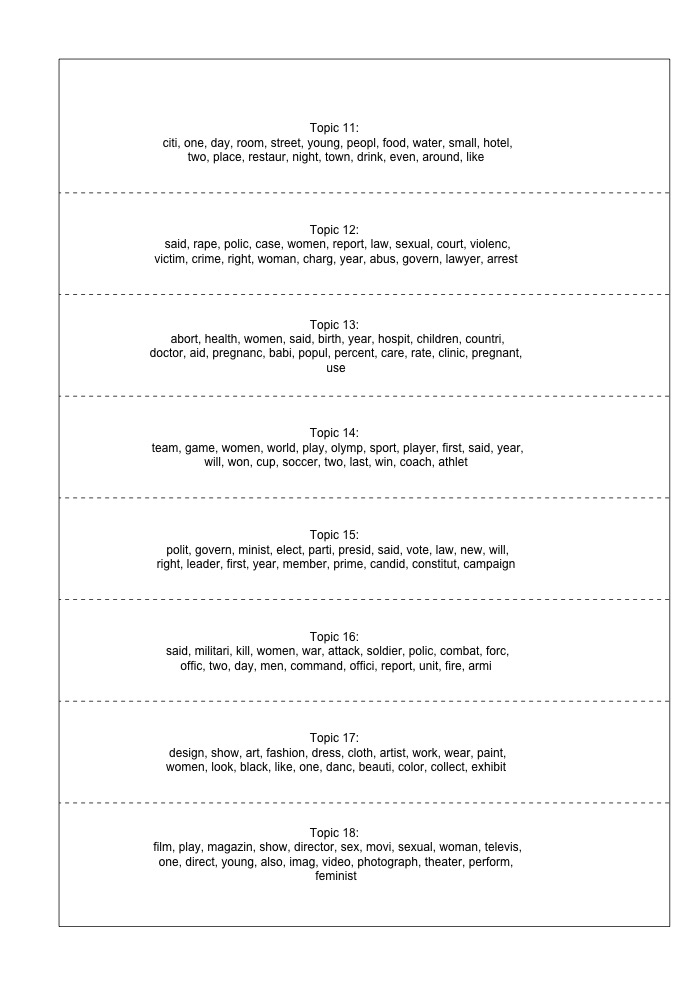 Topic 11:
citi, one, day, room, street, young, peopl, food, water, small, hotel,
two, place, restaur, night, town, drink, even, around, like
Topic 12:
said, rape, polic, case, women, report, law, sexual, court, violenc,
victim, crime, right, woman, charg, year, abus, govern, lawyer, arrest
Topic 13:
abort, health, women, said, birth, year, hospit, children, countri,
doctor, aid, pregnanc, babi, popul, percent, care, rate, clinic, pregnant,
use
Topic 14:
team, game, women, world, play, olymp, sport, player, first, said, year,
will, won, cup, soccer, two, last, win, coach, athlet
Topic 15:
polit, govern, minist, elect, parti, presid, said, vote, law, new, will,
right, leader, first, year, member, prime, candid, constitut, campaign
Topic 16:
said, militari, kill, women, war, attack, soldier, polic, combat, forc,
offic, two, day, men, command, offici, report, unit, fire, armi
Topic 17:
design, show, art, fashion, dress, cloth, artist, work, wear, paint,
women, look, black, like, one, danc, beauti, color, collect, exhibit
Topic 18:
film, play, magazin, show, director, sex, movi, sexual, woman, televis,
one, direct, young, also, imag, video, photograph, theater, perform,
feminist